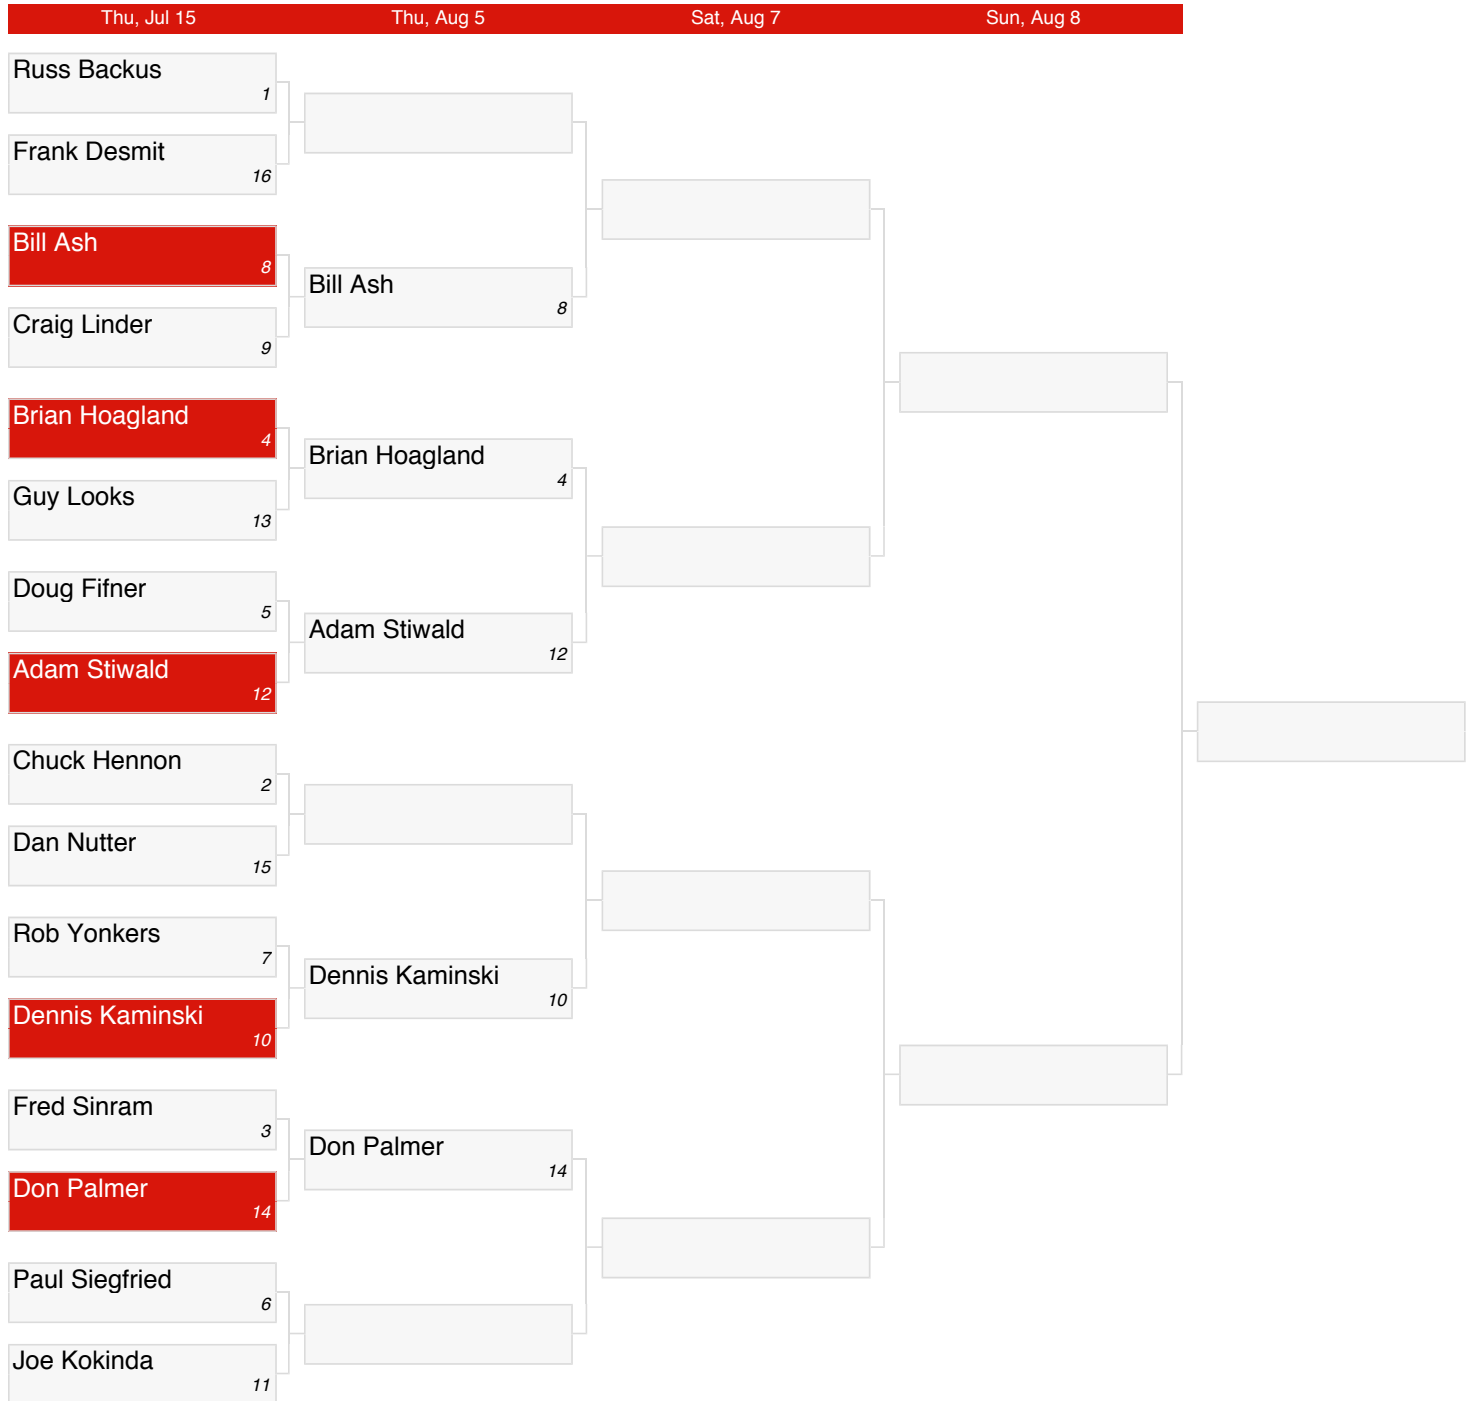 Thu, Jul 15
Thu, Aug 5
Sat, Aug 7
Sun, Aug 8
Russ Backus
1
Frank Desmit
16
Bill Ash
8
Craig Linder
9
Brian Hoagland
4
Guy Looks
13
Doug Fifner
5
Adam Stiwald
12
Chuck Hennon
2
Dan Nutter
15
Rob Yonkers
7
Dennis Kaminski
10
Fred Sinram
3
Don Palmer
14
Paul Siegfried
6
Joe Kokinda
11
Bill Ash
8
Brian Hoagland
4
Adam Stiwald
12
Dennis Kaminski
10
Don Palmer
14